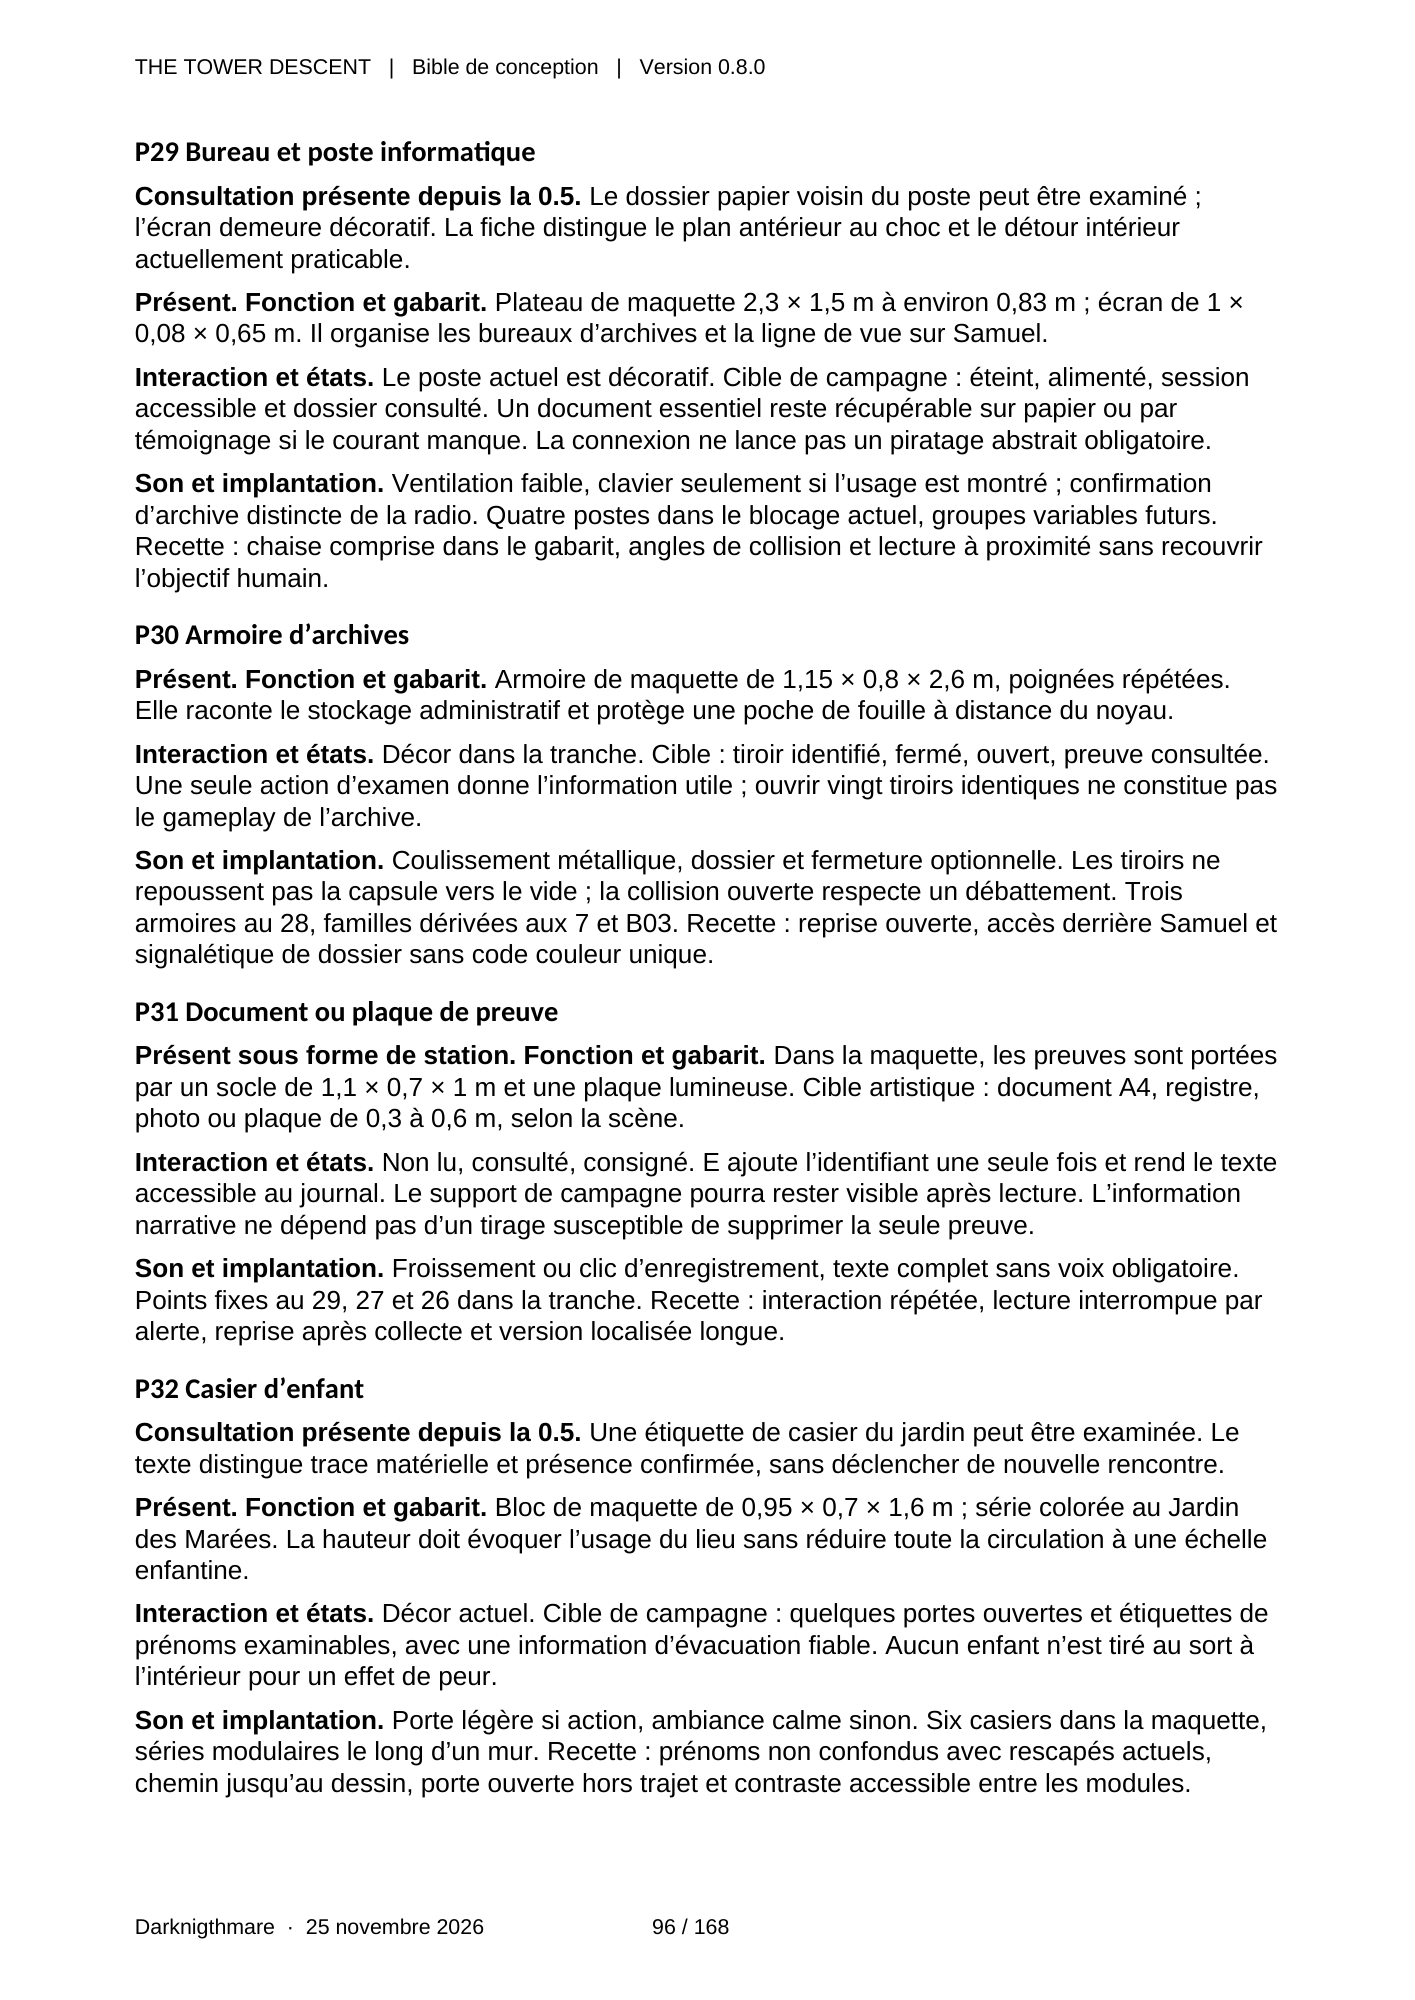 THE TOWER DESCENT | Bible de conception | Version 0.8.0
P29 Bureau et poste informatique
Consultation présente depuis la 0.5. Le dossier papier voisin du poste peut être examiné ;
l’écran demeure décoratif. La fiche distingue le plan antérieur au choc et le détour intérieur
actuellement praticable.
Présent. Fonction et gabarit. Plateau de maquette 2,3 × 1,5 m à environ 0,83 m ; écran de 1 ×
0,08 × 0,65 m. Il organise les bureaux d’archives et la ligne de vue sur Samuel.
Interaction et états. Le poste actuel est décoratif. Cible de campagne : éteint, alimenté, session
accessible et dossier consulté. Un document essentiel reste récupérable sur papier ou par
témoignage si le courant manque. La connexion ne lance pas un piratage abstrait obligatoire.
Son et implantation. Ventilation faible, clavier seulement si l’usage est montré ; confirmation
d’archive distincte de la radio. Quatre postes dans le blocage actuel, groupes variables futurs.
Recette : chaise comprise dans le gabarit, angles de collision et lecture à proximité sans recouvrir
l’objectif humain.
P30 Armoire d’archives
Présent. Fonction et gabarit. Armoire de maquette de 1,15 × 0,8 × 2,6 m, poignées répétées.
Elle raconte le stockage administratif et protège une poche de fouille à distance du noyau.
Interaction et états. Décor dans la tranche. Cible : tiroir identifié, fermé, ouvert, preuve consultée.
Une seule action d’examen donne l’information utile ; ouvrir vingt tiroirs identiques ne constitue pas
le gameplay de l’archive.
Son et implantation. Coulissement métallique, dossier et fermeture optionnelle. Les tiroirs ne
repoussent pas la capsule vers le vide ; la collision ouverte respecte un débattement. Trois
armoires au 28, familles dérivées aux 7 et B03. Recette : reprise ouverte, accès derrière Samuel et
signalétique de dossier sans code couleur unique.
P31 Document ou plaque de preuve
Présent sous forme de station. Fonction et gabarit. Dans la maquette, les preuves sont portées
par un socle de 1,1 × 0,7 × 1 m et une plaque lumineuse. Cible artistique : document A4, registre,
photo ou plaque de 0,3 à 0,6 m, selon la scène.
Interaction et états. Non lu, consulté, consigné. E ajoute l’identifiant une seule fois et rend le texte
accessible au journal. Le support de campagne pourra rester visible après lecture. L’information
narrative ne dépend pas d’un tirage susceptible de supprimer la seule preuve.
Son et implantation. Froissement ou clic d’enregistrement, texte complet sans voix obligatoire.
Points fixes au 29, 27 et 26 dans la tranche. Recette : interaction répétée, lecture interrompue par
alerte, reprise après collecte et version localisée longue.
P32 Casier d’enfant
Consultation présente depuis la 0.5. Une étiquette de casier du jardin peut être examinée. Le
texte distingue trace matérielle et présence confirmée, sans déclencher de nouvelle rencontre.
Présent. Fonction et gabarit. Bloc de maquette de 0,95 × 0,7 × 1,6 m ; série colorée au Jardin
des Marées. La hauteur doit évoquer l’usage du lieu sans réduire toute la circulation à une échelle
enfantine.
Interaction et états. Décor actuel. Cible de campagne : quelques portes ouvertes et étiquettes de
prénoms examinables, avec une information d’évacuation fiable. Aucun enfant n’est tiré au sort à
l’intérieur pour un effet de peur.
Son et implantation. Porte légère si action, ambiance calme sinon. Six casiers dans la maquette,
séries modulaires le long d’un mur. Recette : prénoms non confondus avec rescapés actuels,
chemin jusqu’au dessin, porte ouverte hors trajet et contraste accessible entre les modules.
Darknigthmare · 25 novembre 2026 96 / 168